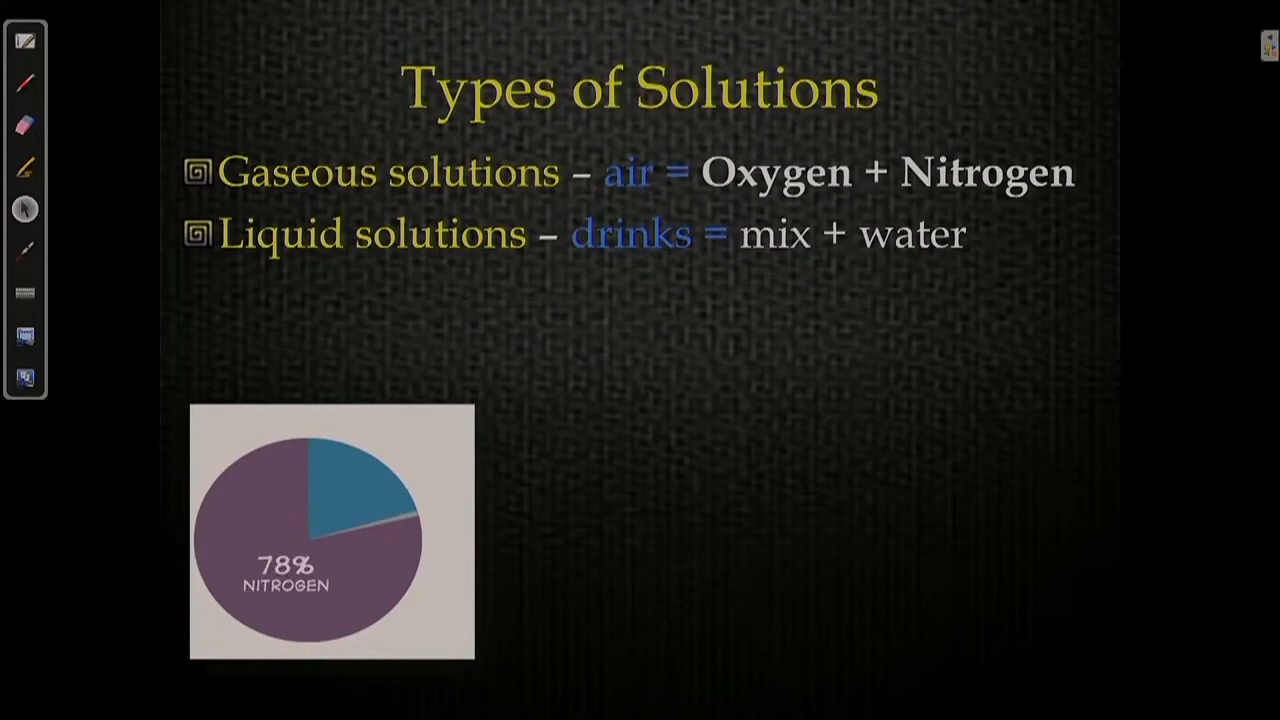 Types of Solutions
Gaseous solutions – air = Oxygen + Nitrogen
Liquid solutions – drinks = mix + water
78%
NITROGEN